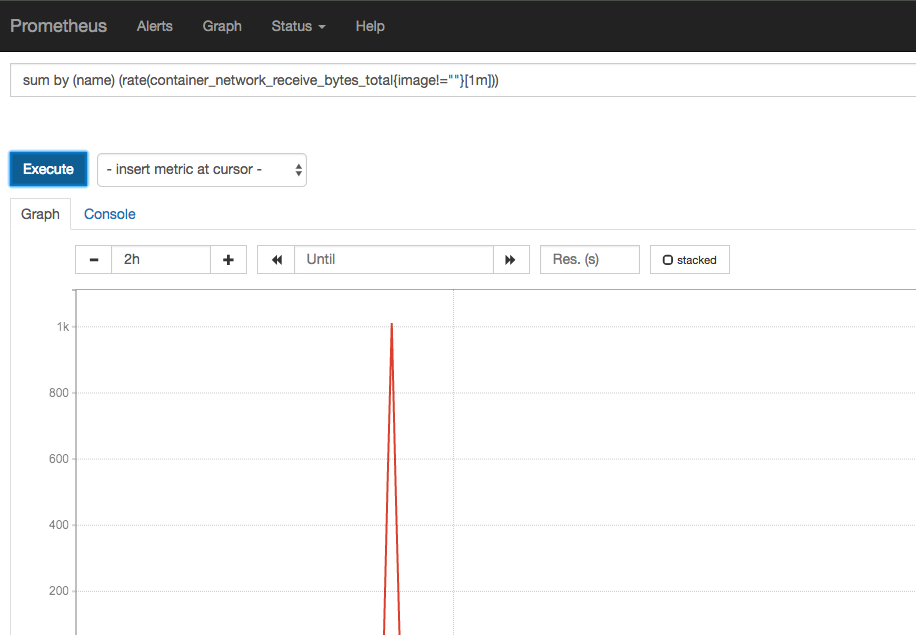 Prometheus Alerts Graph Status Help
sum by (name) (rate(container_network_receive_bytes_total{image!=""}[1m]))
Execute - insert metric at cursor -
Graph Console
2h Until Res. (s) stacked
1k
800
600
400
200